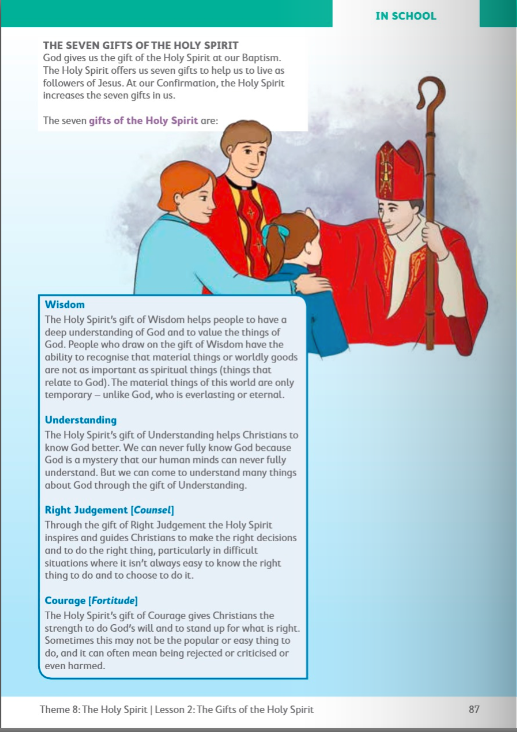 IN SCHOOL
THE SEVEN GIFTS OF THE HOLY SPIRIT
God gives us the gift of the Holy Spirit at our Baptism.
The Holy Spirit offers us seven gifts to help us to live as
followers of Jesus. At our Confirmation, the Holy Spirit
increases the seven gifts in us.
The seven gifts of the Holy Spirit are:
Wisdom
The Holy Spirit's gift of Wisdom helps people to have a
deep understanding of God and to value the things of
God. People who draw on the gift of Wisdom have the
ability to recognise that material things or worldly goods
are not as important as spiritual things (things that
relate to God). The material things of this world are only
temporary – unlike God, who is everlasting or eternal.
Understanding
The Holy Spirit's gift of Understanding helps Christians to
know God better. We can never fully know God because
God is a mystery that our human minds can never fully
understand. But we can come to understand many things
about God through the gift of Understanding.
Right Judgement [Counsel]
Through the gift of Right Judgement the Holy Spirit
inspires and guides Christians to make the right decisions
and to do the right thing, particularly in difficult
situations where it isn't always easy to know the right
thing to do and to choose to do it.
Courage [Fortitude]
The Holy Spirit's gift of Courage gives Christians the
strength to do God's will and to stand up for what is right.
Sometimes this may not be the popular or easy thing to
do, and it can often mean being rejected or criticised or
even harmed.
Theme 8: The Holy Spirit | Lesson 2: The Gifts of the Holy Spirit
87